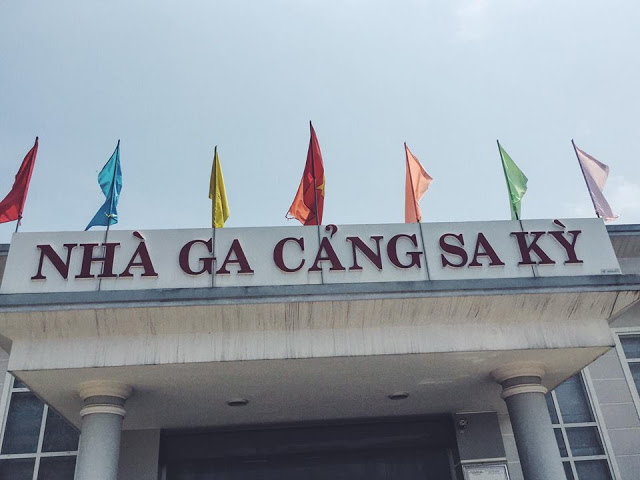 NHÀ GA CẢNG SA KỲ